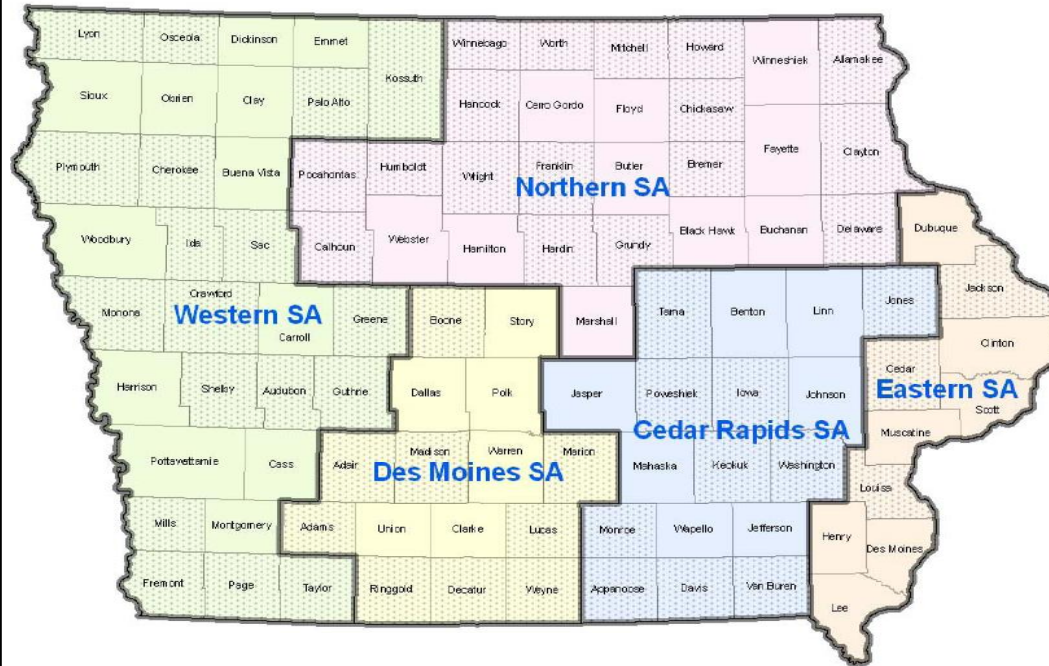 Lyon Osceola Dickinson Emmet Winnebago Worth Mitchell Howard Winneshiek Allamakee
Kossuth
Sioux Obrien Clay Palo Alto Hancock Cerro Gordo Floyd Chickasaw
Plymouth Cherokee Buena Vista Pocahontas Humboldt Wright Franklin Butler Bremer Fayette Clayton
Northern SA
Woodbury Ida Sac Calhoun Webster Hamilton Hardin Grundy Black Hawk Buchanan Delaware Dubuque
Monona Crawford Carroll Greene Boone Story Marshall Tama Benton Linn Jones Jackson
Western SA
Clinton
Harrison Shelby Audubon Guthrie Dallas Polk Jasper Poweshiek Iowa Johnson Cedar
Eastern SA
Scott
Cedar Rapids SA
Muscatine
Pottawattamie Cass Adair Madison Warren Marion Mahaska Keokuk Washington
Des Moines SA
Louisa
Mills Montgomery Adams Union Clarke Lucas Monroe Wapello Jefferson Henry Des Moines
Fremont Page Taylor Ringgold Decatur Wayne Appanoose Davis Van Buren Lee